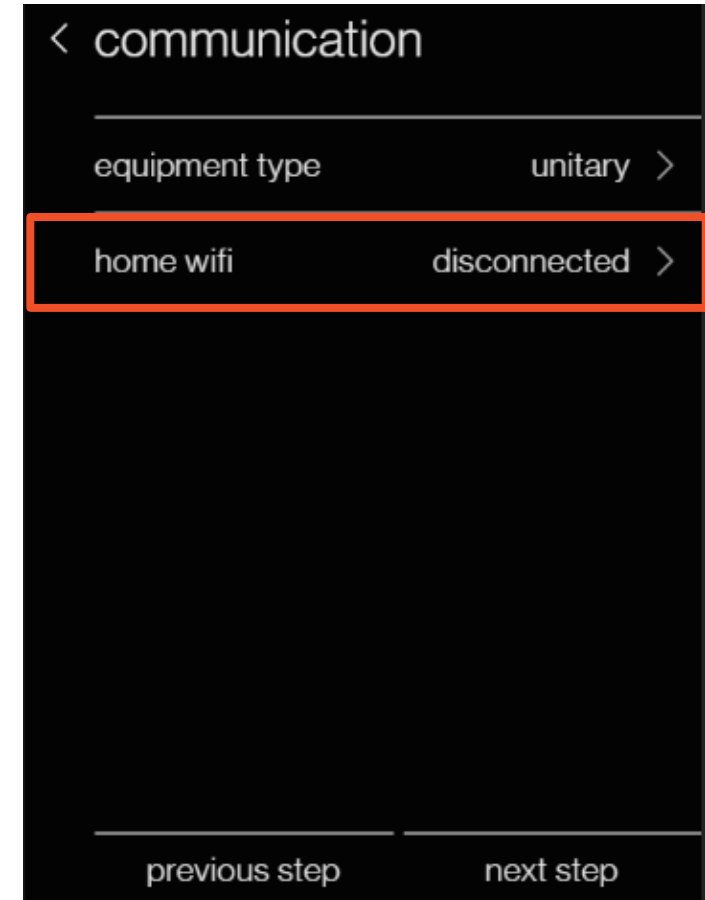 communication
equipment type unitary
home wifi disconnected
previous step next step